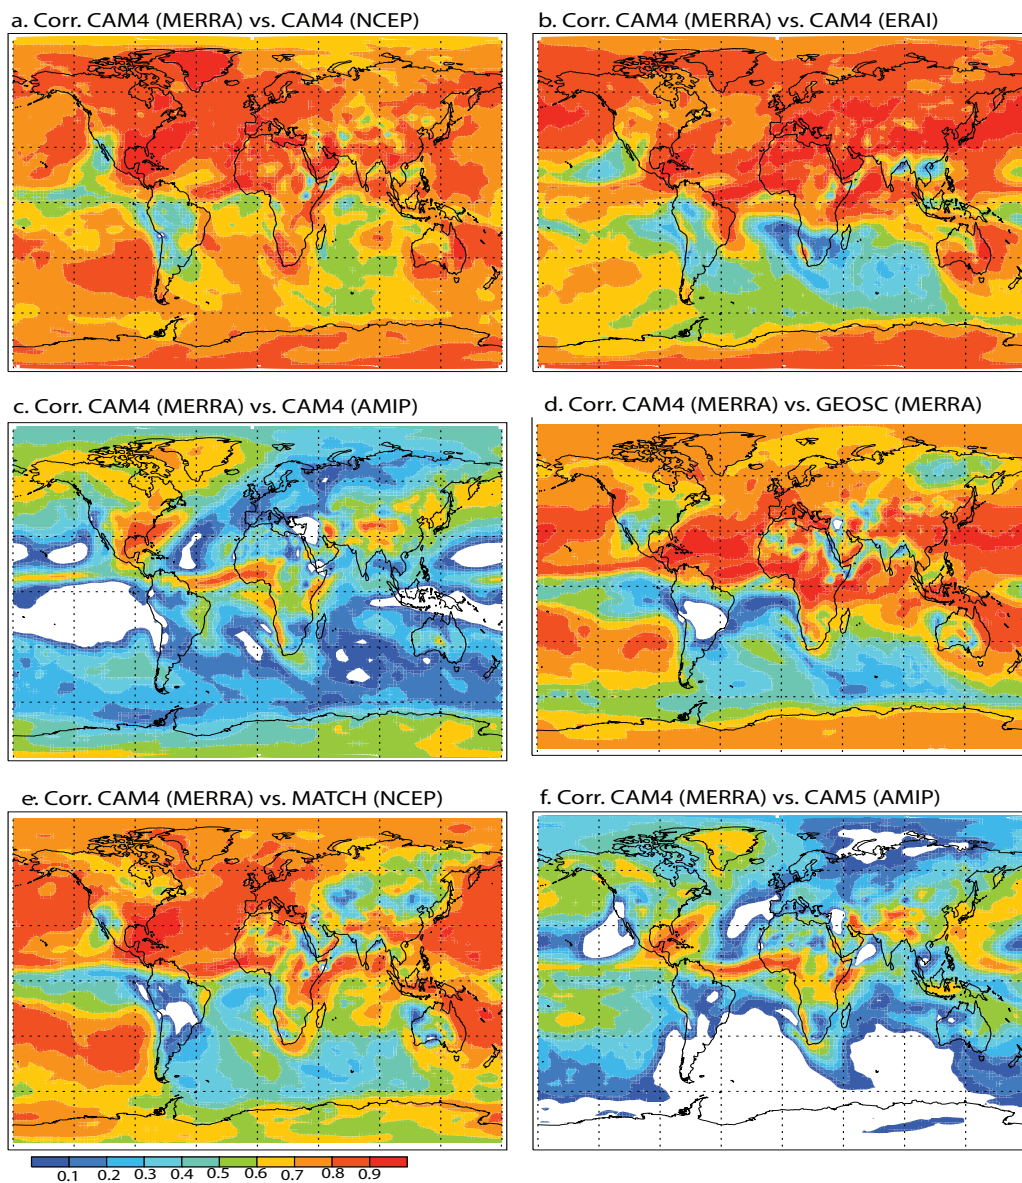 a. Corr. CAM4 (MERRA) vs. CAM4 (NCEP)
b. Corr. CAM4 (MERRA) vs. CAM4 (ERAI)
c. Corr. CAM4 (MERRA) vs. CAM4 (AMIP)
d. Corr. CAM4 (MERRA) vs. GEOSC (MERRA)
e. Corr. CAM4 (MERRA) vs. MATCH (NCEP)
f. Corr. CAM4 (MERRA) vs. CAM5 (AMIP)
0.1 0.2 0.3 0.4 0.5 0.6 0.7 0.8 0.9